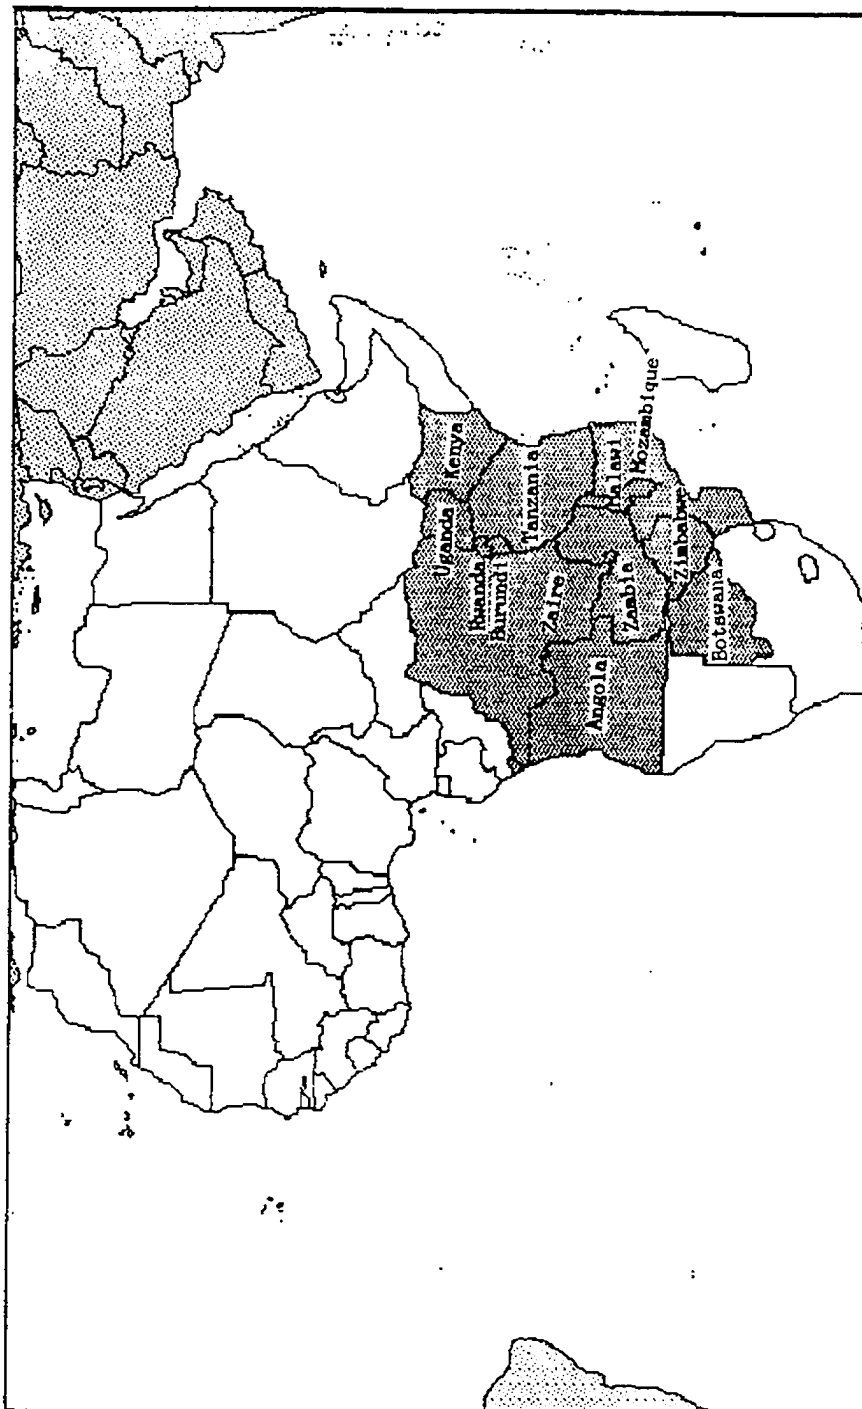 Kenya
Uganda
Rwanda
Burundi
Tanzania
Zaire
Angola
Malawi
Mozambique
Zambia
Zimbabwe
Botswana